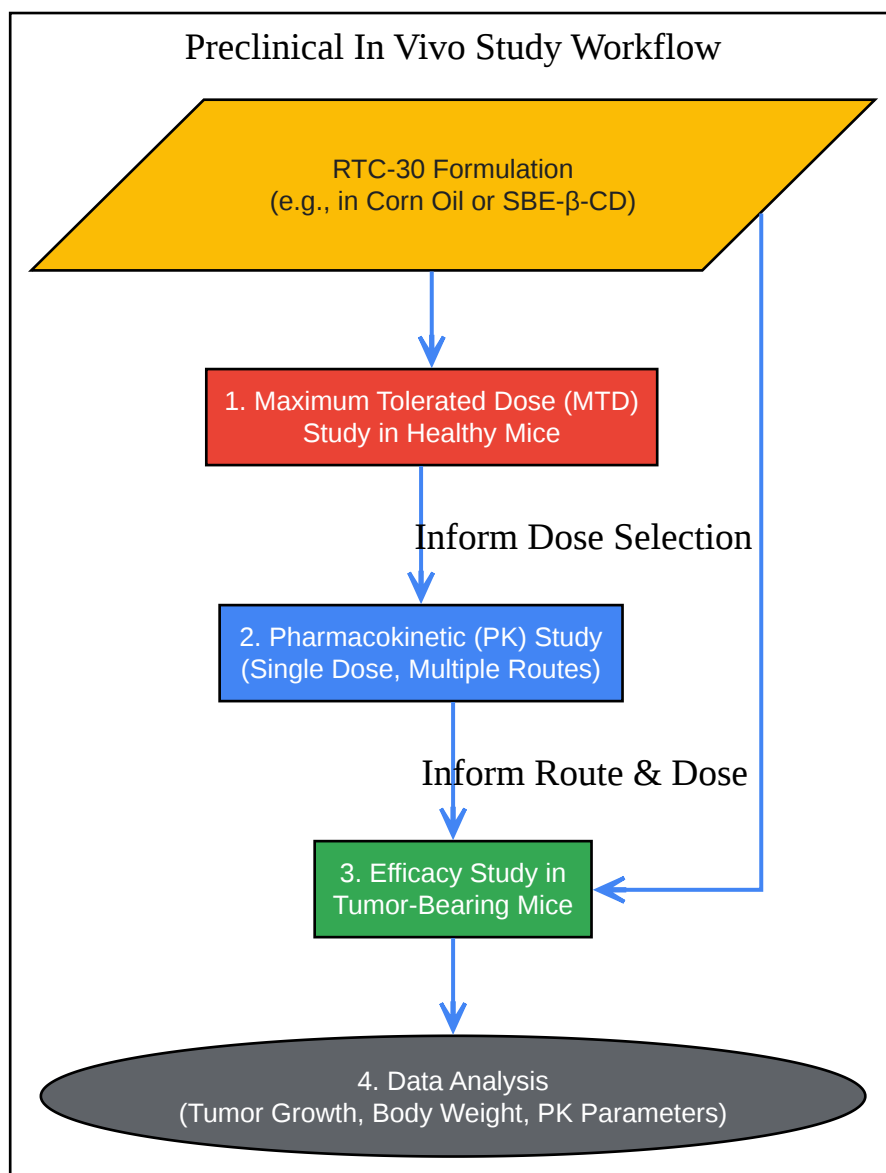 Preclinical In Vivo Study Workflow
RTC-30 Formulation
(e.g., in Corn Oil or SBE-β-CD)
1. Maximum Tolerated Dose (MTD)
Study in Healthy Mice
Inform Dose Selection
2. Pharmacokinetic (PK) Study
(Single Dose, Multiple Routes)
Inform Route & Dose
3. Efficacy Study in
Tumor-Bearing Mice
4. Data Analysis
(Tumor Growth, Body Weight, PK Parameters)